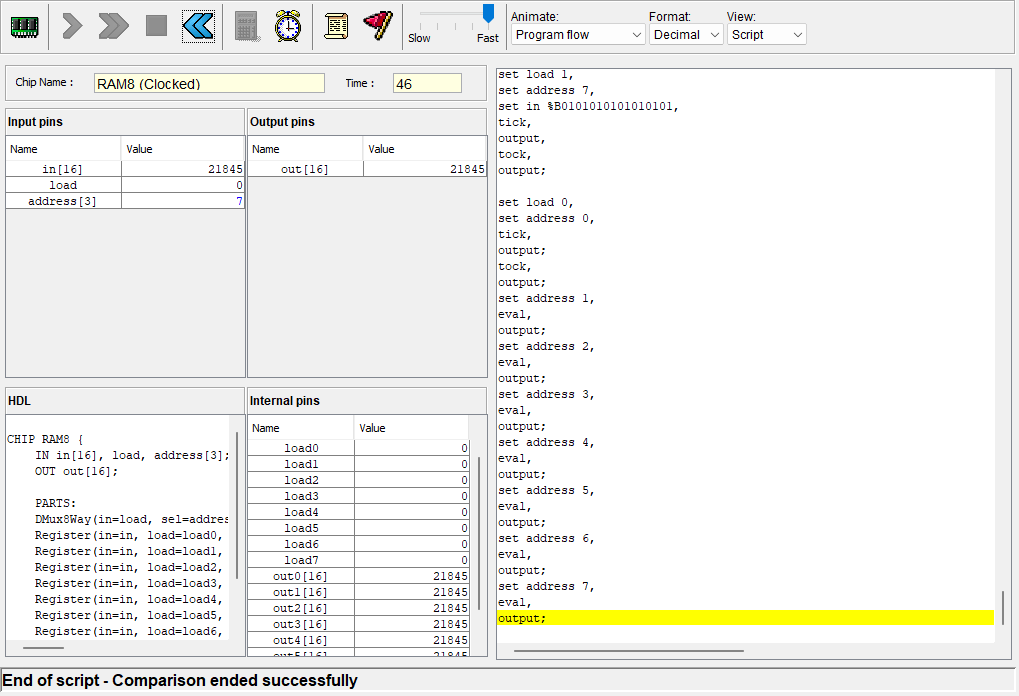 Slow
Fast
Animate:
Program flow
Format:
Decimal
View:
Script
Chip Name :
RAM8 (Clocked)
Time :
46
Input pins
Name Value
in[16] 21845
load 0
address[3] 7
Output pins
Name Value
out[16] 21845
HDL
CHIP RAM8 {
IN in[16], load, address[3];
OUT out[16];
PARTS:
DMux8Way(in=load, sel=addres
Register(in=in, load=load0,
Register(in=in, load=load1,
Register(in=in, load=load2,
Register(in=in, load=load3,
Register(in=in, load=load4,
Register(in=in, load=load5,
Register(in=in, load=load6,
Internal pins
Name Value
load0 0
load1 0
load2 0
load3 0
load4 0
load5 0
load6 0
load7 0
out0[16] 21845
out1[16] 21845
out2[16] 21845
out3[16] 21845
out4[16] 21845
out5[16] 21845
set load 1,
set address 7,
set in %B0101010101010101,
tick,
output,
tock,
output;
set load 0,
set address 0,
tick,
output;
tock,
output;
set address 1,
eval,
output;
set address 2,
eval,
output;
set address 3,
eval,
output;
set address 4,
eval,
output;
set address 5,
eval,
output;
set address 6,
eval,
output;
set address 7,
eval,
output;
End of script - Comparison ended successfully